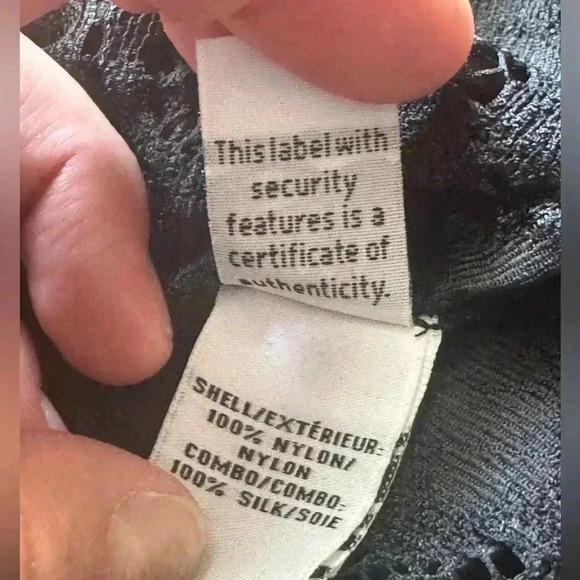 This label with
security
features is a
certificate of
authenticity.
SHELL/EXTÉRIEUR:
100% NYLON/
NYLON
COMBO/COMBO:
100% SILK/SOIE